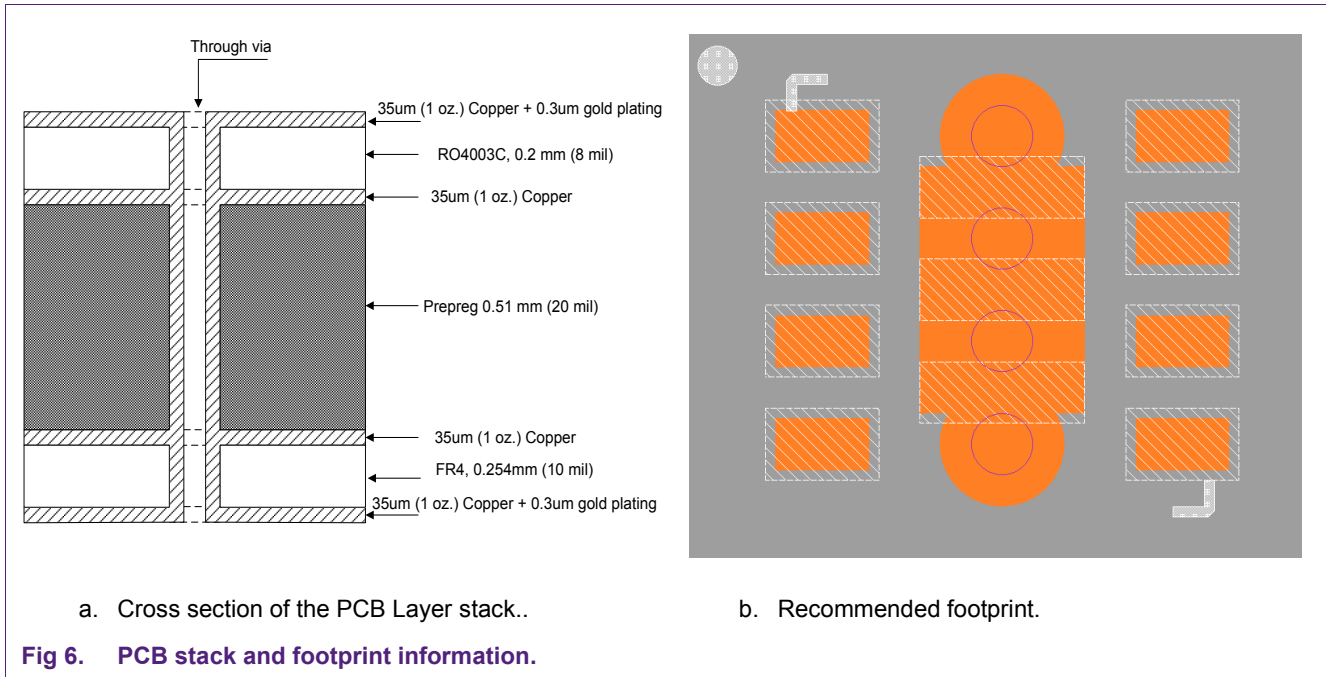 Through via
35um (1 oz.) Copper + 0.3um gold plating
RO4003C, 0.2 mm (8 mil)
35um (1 oz.) Copper
Prepreg 0.51 mm (20 mil)
35um (1 oz.) Copper
FR4, 0.254mm (10 mil)
35um (1 oz.) Copper + 0.3um gold plating
a. Cross section of the PCB Layer stack..
b. Recommended footprint.
Fig 6. PCB stack and footprint information.